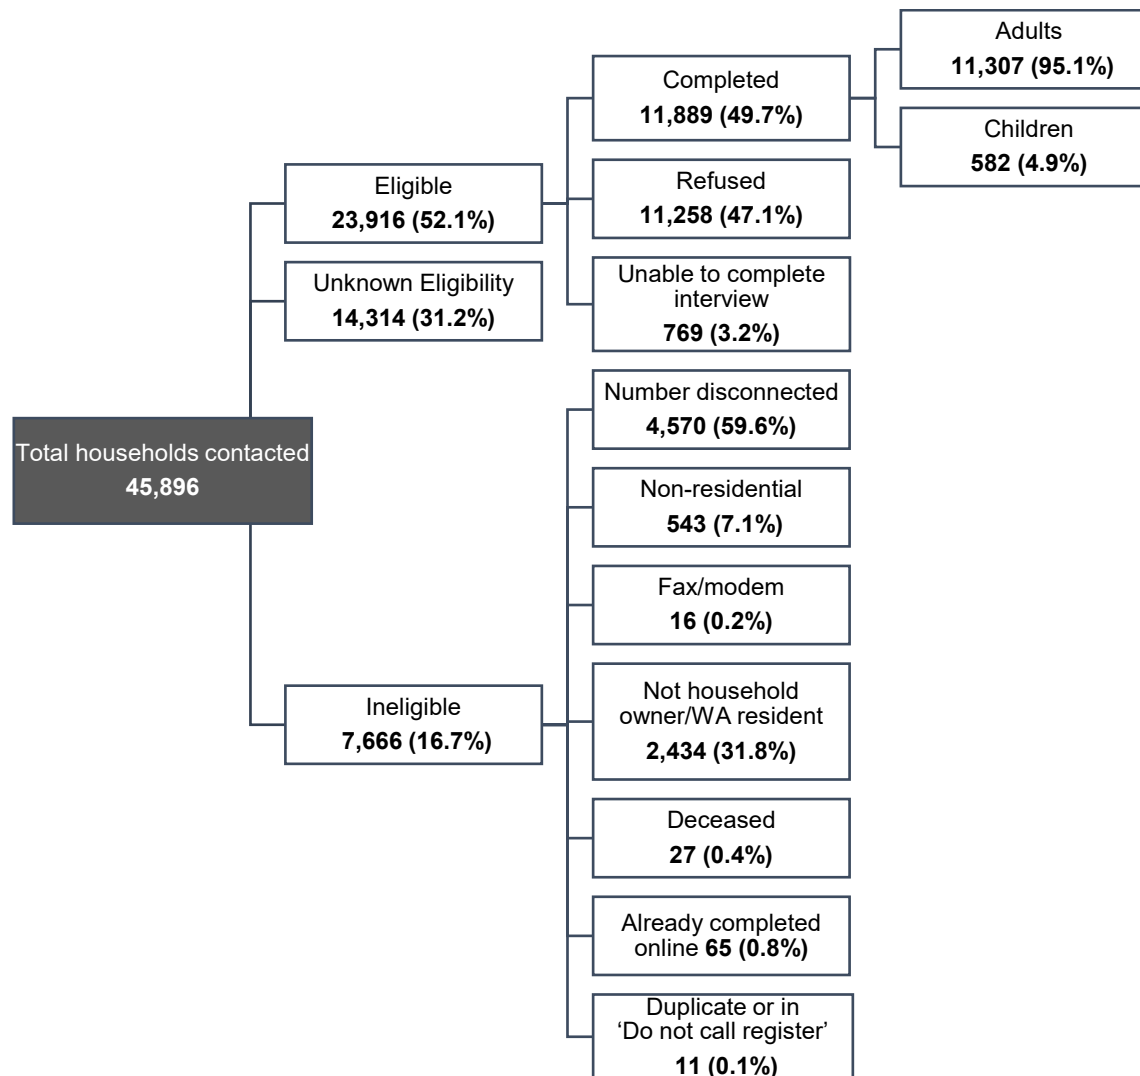 Total households contacted
45,896
Eligible
23,916 (52.1%)
Unknown Eligibility
14,314 (31.2%)
Ineligible
7,666 (16.7%)
Completed
11,889 (49.7%)
Refused
11,258 (47.1%)
Unable to complete
interview
769 (3.2%)
Adults
11,307 (95.1%)
Children
582 (4.9%)
Number disconnected
4,570 (59.6%)
Non-residential
543 (7.1%)
Fax/modem
16 (0.2%)
Not household
owner/WA resident
2,434 (31.8%)
Deceased
27 (0.4%)
Already completed
online 65 (0.8%)
Duplicate or in
‘Do not call register’
11 (0.1%)